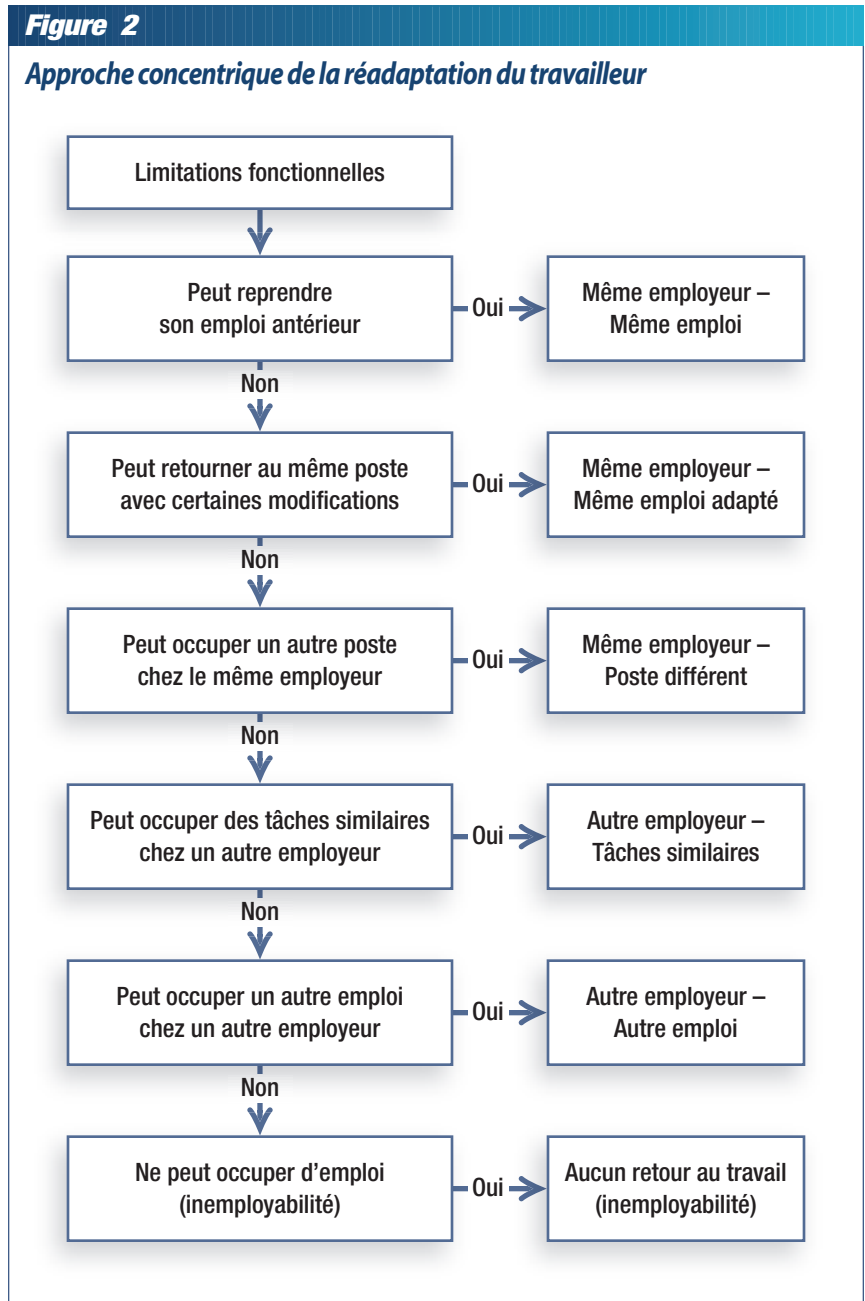 Figure 2
Approche concentrique de la réadaptation du travailleur
Limitations fonctionnelles
Peut reprendre
son emploi antérieur
Oui
Même employeur –
Même emploi
Non
Peut retourner au même poste
avec certaines modifications
Oui
Même employeur –
Même emploi adapté
Non
Peut occuper un autre poste
chez le même employeur
Oui
Même employeur –
Poste différent
Non
Peut occuper des tâches similaires
chez un autre employeur
Oui
Autre employeur –
Tâches similaires
Non
Peut occuper un autre emploi
chez un autre employeur
Oui
Autre employeur –
Autre emploi
Non
Ne peut occuper d’emploi
(inemployabilité)
Oui
Aucun retour au travail
(inemployabilité)